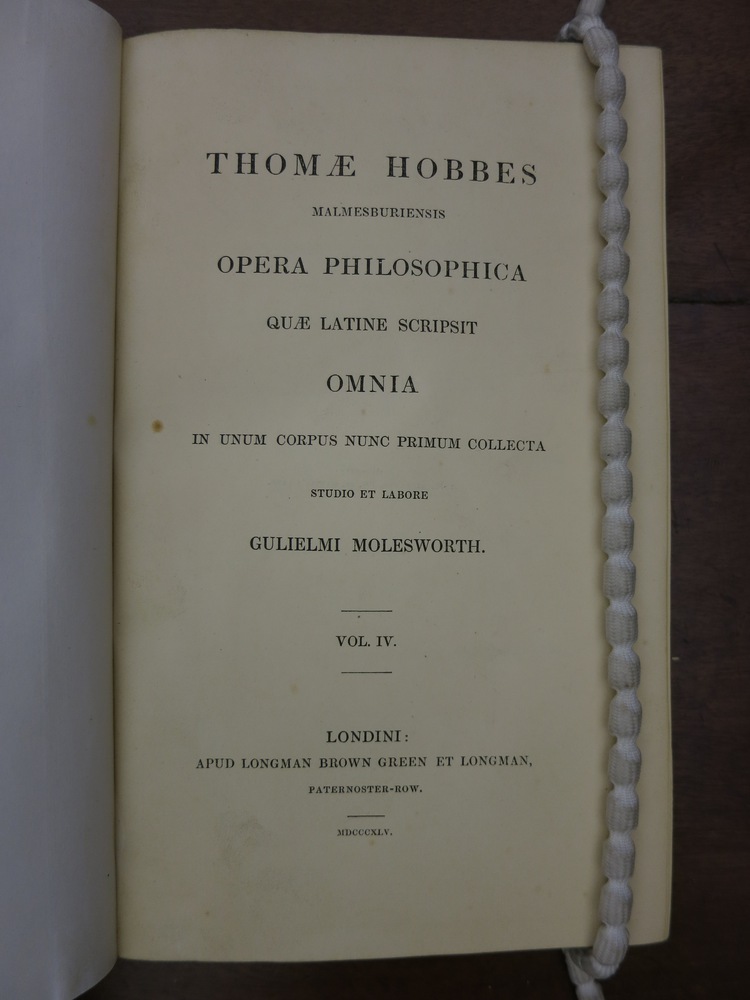 THOMÆ HOBBES
MALMESBURIENSIS
OPERA PHILOSOPHICA
QUÆ LATINE SCRIPSIT
OMNIA
IN UNUM CORPUS NUNC PRIMUM COLLECTA
STUDIO ET LABORE
GULIELMI MOLESWORTH.
VOL. IV.
LONDINI:
APUD LONGMAN BROWN GREEN ET LONGMAN,
PATERNOSTER-ROW.
MDCCCXLV.